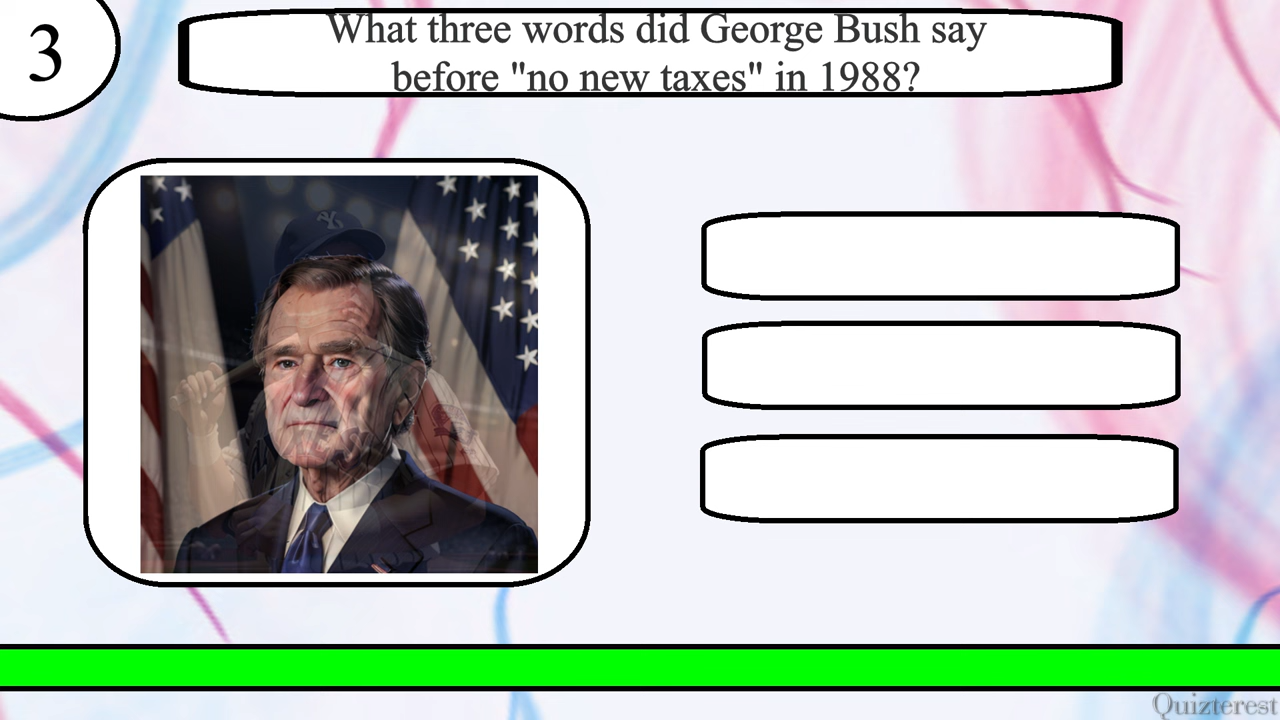 3
What three words did George Bush say
before "no new taxes" in 1988?
Quizterest